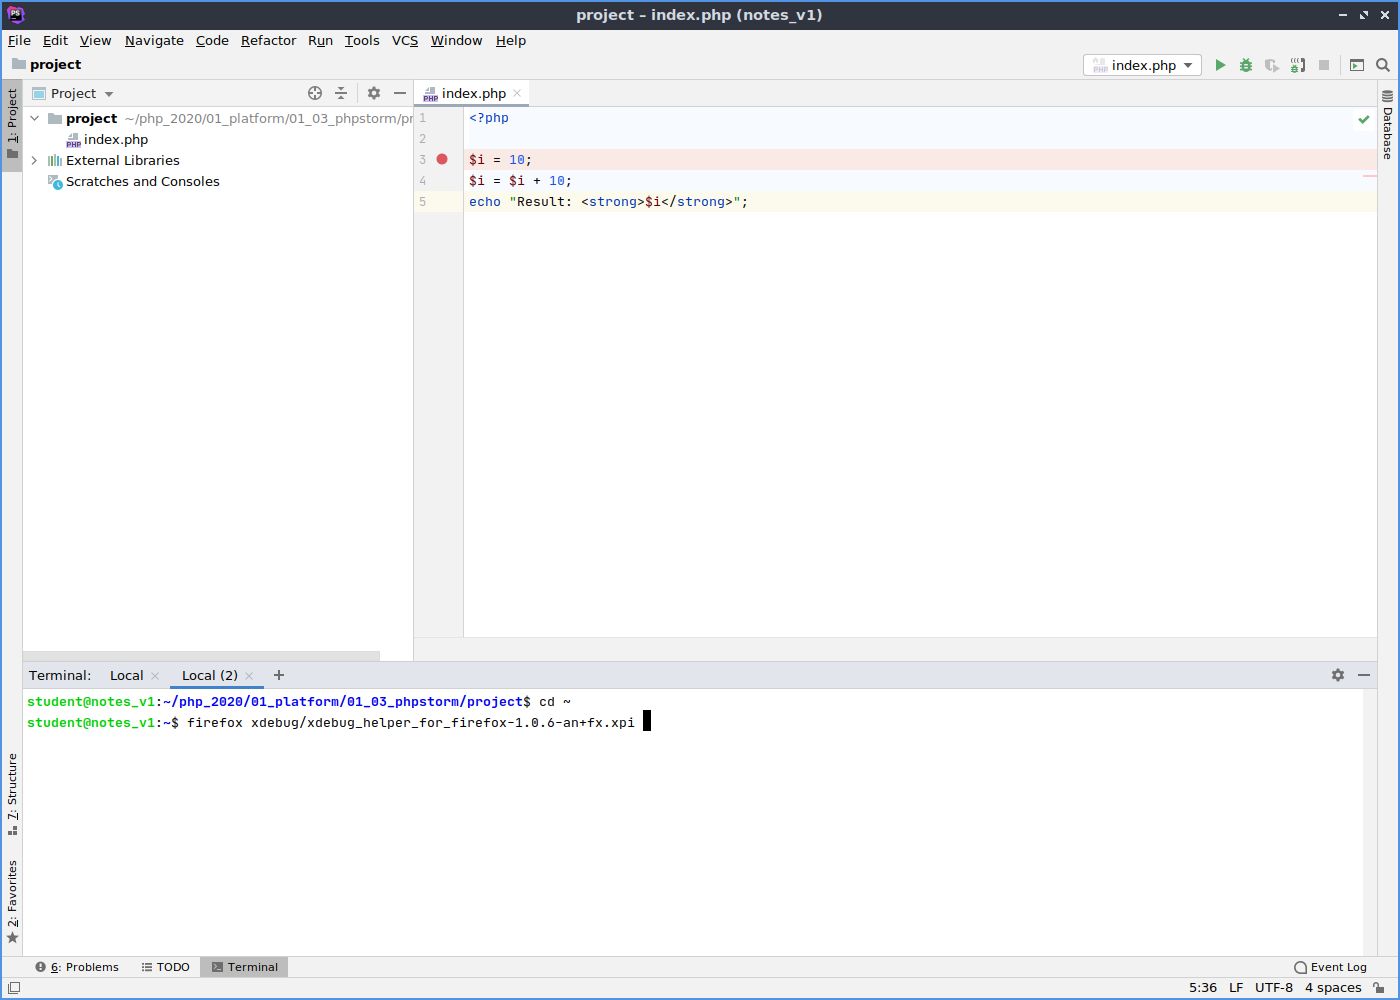 PS
project – index.php (notes_v1)
File Edit View Navigate Code Refactor Run Tools VCS Window Help
project
PHP index.php
1: Project
Project
PHP index.php
project ~/php_2020/01_platform/01_03_phpstorm/pr
PHP index.php
External Libraries
Scratches and Consoles
1 <?php
2
3 $i = 10;
4 $i = $i + 10;
5 echo "Result: <strong>$i</strong>";
Database
7: Structure
2: Favorites
Terminal: Local Local (2)
student@notes_v1:~/php_2020/01_platform/01_03_phpstorm/project$ cd ~
student@notes_v1:~$ firefox xdebug/xdebug_helper_for_firefox-1.0.6-an+fx.xpi
6: Problems TODO Terminal Event Log
5:36 LF UTF-8 4 spaces